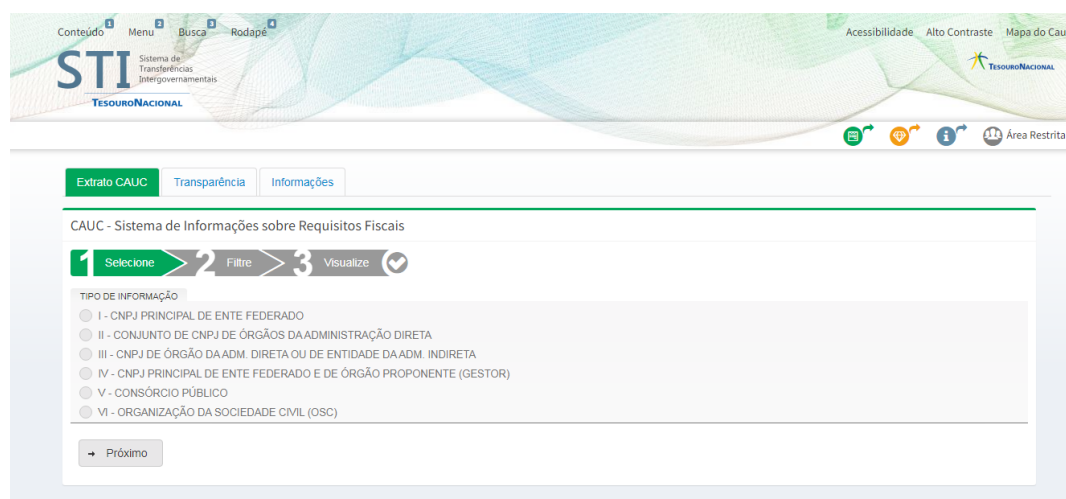 Conteúdo 1 Menu 2 Busca 3 Rodapé 4
Acessibilidade Alto Contraste Mapa do Cau
STI
Sistema de
Transferências
Intergovernamentais
TESOURONACIONAL
TESOURONACIONAL
Área Restrita
Extrato CAUC Transparência Informações
CAUC - Sistema de Informações sobre Requisitos Fiscais
1 Selecione 2 Filtre 3 Visualize
TIPO DE INFORMAÇÃO
I - CNPJ PRINCIPAL DE ENTE FEDERADO
II - CONJUNTO DE CNPJ DE ÓRGÃOS DA ADMINISTRAÇÃO DIRETA
III - CNPJ DE ÓRGÃO DA ADM. DIRETA OU DE ENTIDADE DA ADM. INDIRETA
IV - CNPJ PRINCIPAL DE ENTE FEDERADO E DE ÓRGÃO PROPONENTE (GESTOR)
V - CONSÓRCIO PÚBLICO
VI - ORGANIZAÇÃO DA SOCIEDADE CIVIL (OSC)
Próximo